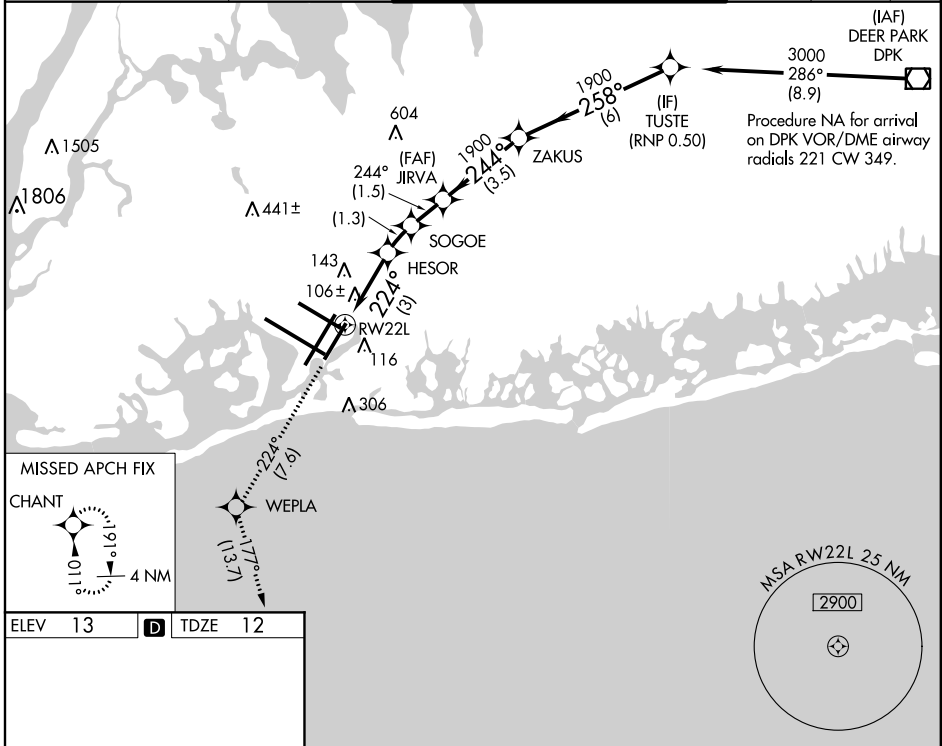 (IAF)
DEER PARK
DPK
3000
286°
(8.9)
1900
258°
(6)
(IF)
TUSTE
(RNP 0.50)
Procedure NA for arrival
on DPK VOR/DME airway
radials 221 CW 349.
604
1505
1806
441±
(FAF)
JIRVA
1900
244°
(3.5)
ZAKUS
244°
(1.5)
(1.3)
SOGOE
HESOR
143
106±
224°
(3)
RW22L
116
306
224°
(7.6)
WEPLA
177°
(13.7)
MISSED APCH FIX
CHANT
191°
011°
4 NM
MSA RW22L 25 NM
2900
ELEV 13 D TDZE 12